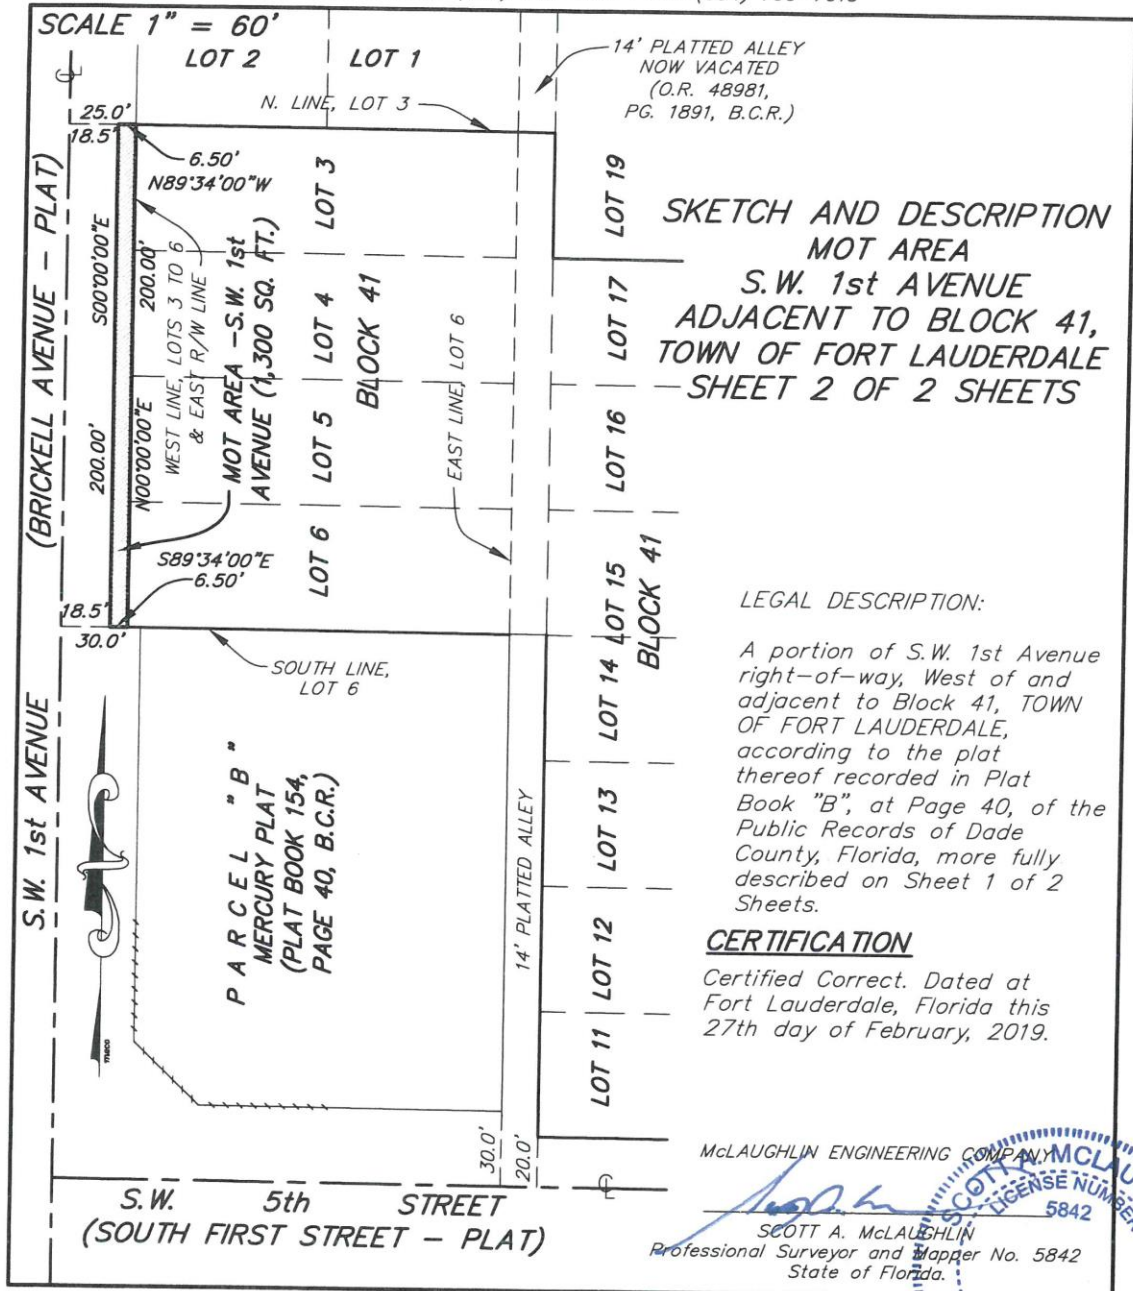 SCALE 1" = 60'
LOT 2
LOT 1
14' PLATTED ALLEY
NOW VACATED
(O.R. 48981,
PG. 1891, B.C.R.)
N. LINE, LOT 3
25.0'
18.5'
6.50'
N89°34'00"W
(BRICKELL AVENUE - PLAT)
S00°00'00"E
200.00'
200.00'
N00°00'00"E
WEST LINE, LOTS 3 TO 6
& EAST R/W LINE
MOT AREA -S.W. 1st
AVENUE (1,300 SQ. FT.)
LOT 3
LOT 4
LOT 5
LOT 6
BLOCK 41
EAST LINE, LOT 6
LOT 19
LOT 17
LOT 16
LOT 15
BLOCK 41
SKETCH AND DESCRIPTION
MOT AREA
S.W. 1st AVENUE
ADJACENT TO BLOCK 41,
TOWN OF FORT LAUDERDALE
SHEET 2 OF 2 SHEETS
S89°34'00"E
6.50'
18.5'
30.0'
SOUTH LINE,
LOT 6
S.W. 1st AVENUE
PARCEL "B"
MERCURY PLAT
(PLAT BOOK 154,
PAGE 40, B.C.R.)
14' PLATTED ALLEY
LOT 14
LOT 13
LOT 12
LOT 11
LEGAL DESCRIPTION:
A portion of S.W. 1st Avenue
right-of-way, West of and
adjacent to Block 41, TOWN
OF FORT LAUDERDALE,
according to the plat
thereof recorded in Plat
Book "B", at Page 40, of the
Public Records of Dade
County, Florida, more fully
described on Sheet 1 of 2
Sheets.
CERTIFICATION
Certified Correct. Dated at
Fort Lauderdale, Florida this
27th day of February, 2019.
30.0'
20.0'
S.W. 5th STREET
(SOUTH FIRST STREET - PLAT)
McLAUGHLIN ENGINEERING COMPANY
SCOTT A. McLAUGHLIN
Professional Surveyor and Mapper No. 5842
State of Florida.
SCOTT A. MCLAU
LICENSE NUMBER
5842